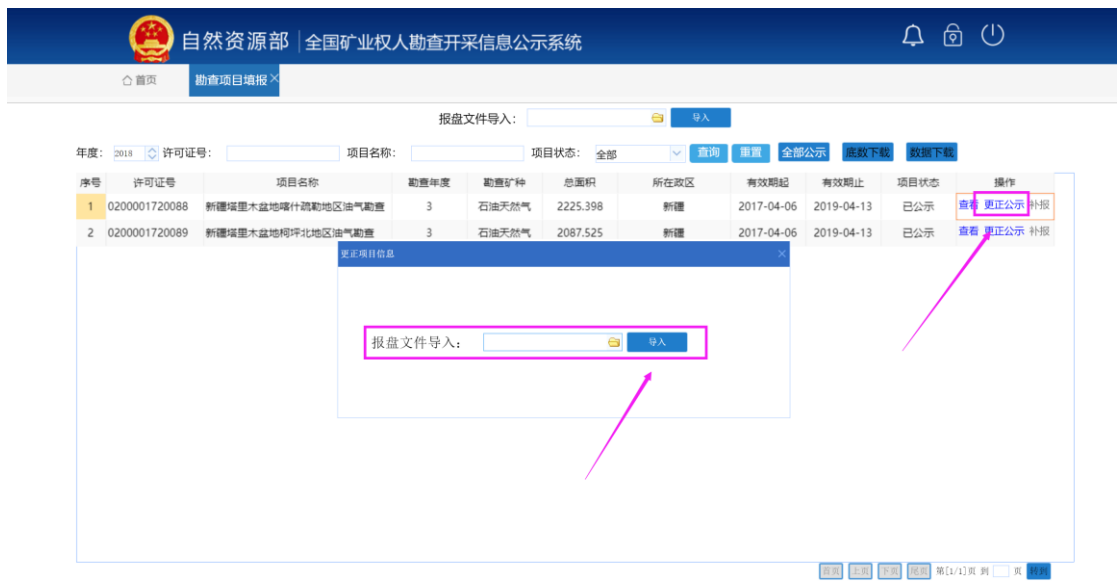 自然资源部 全国矿业权人勘查开采信息公示系统
首页 勘查项目填报
报盘文件导入： 导入
年度： 2018 许可证号： 项目名称： 项目状态： 全部 查询 重置 全部公示 底数下载 数据下载
序号 许可证号 项目名称 勘查年度 勘查矿种 总面积 所在政区 有效期起 有效期止 项目状态 操作
1 0200001720088 新疆塔里木盆地喀什疏勒地区油气勘查 3 石油天然气 2225.398 新疆 2017-04-06 2019-04-13 已公示 查看 更正公示 补报
2 0200001720089 新疆塔里木盆地柯坪北地区油气勘查 3 石油天然气 2087.525 新疆 2017-04-06 2019-04-13 已公示 查看 更正公示 补报
更正项目信息
报盘文件导入： 导入
首页 上页 下页 尾页 第[1/1]页 到 页 转到